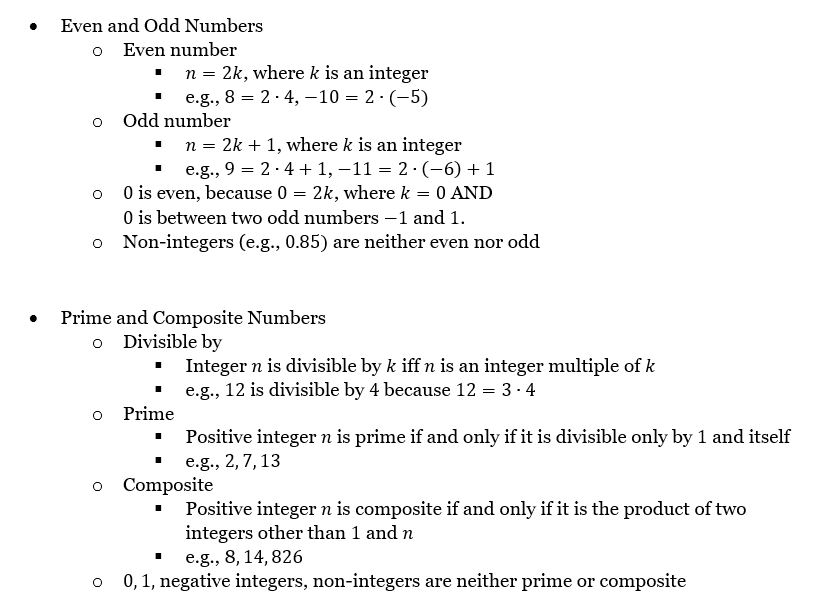 • Even and Odd Numbers
o Even number
▪ n = 2k, where k is an integer
▪ e.g., 8 = 2 · 4, −10 = 2 · (−5)
o Odd number
▪ n = 2k + 1, where k is an integer
▪ e.g., 9 = 2 · 4 + 1, −11 = 2 · (−6) + 1
o 0 is even, because 0 = 2k, where k = 0 AND
0 is between two odd numbers −1 and 1.
o Non-integers (e.g., 0.85) are neither even nor odd
• Prime and Composite Numbers
o Divisible by
▪ Integer n is divisible by k iff n is an integer multiple of k
▪ e.g., 12 is divisible by 4 because 12 = 3 · 4
o Prime
▪ Positive integer n is prime if and only if it is divisible only by 1 and itself
▪ e.g., 2, 7, 13
o Composite
▪ Positive integer n is composite if and only if it is the product of two
integers other than 1 and n
▪ e.g., 8, 14, 826
o 0, 1, negative integers, non-integers are neither prime or composite